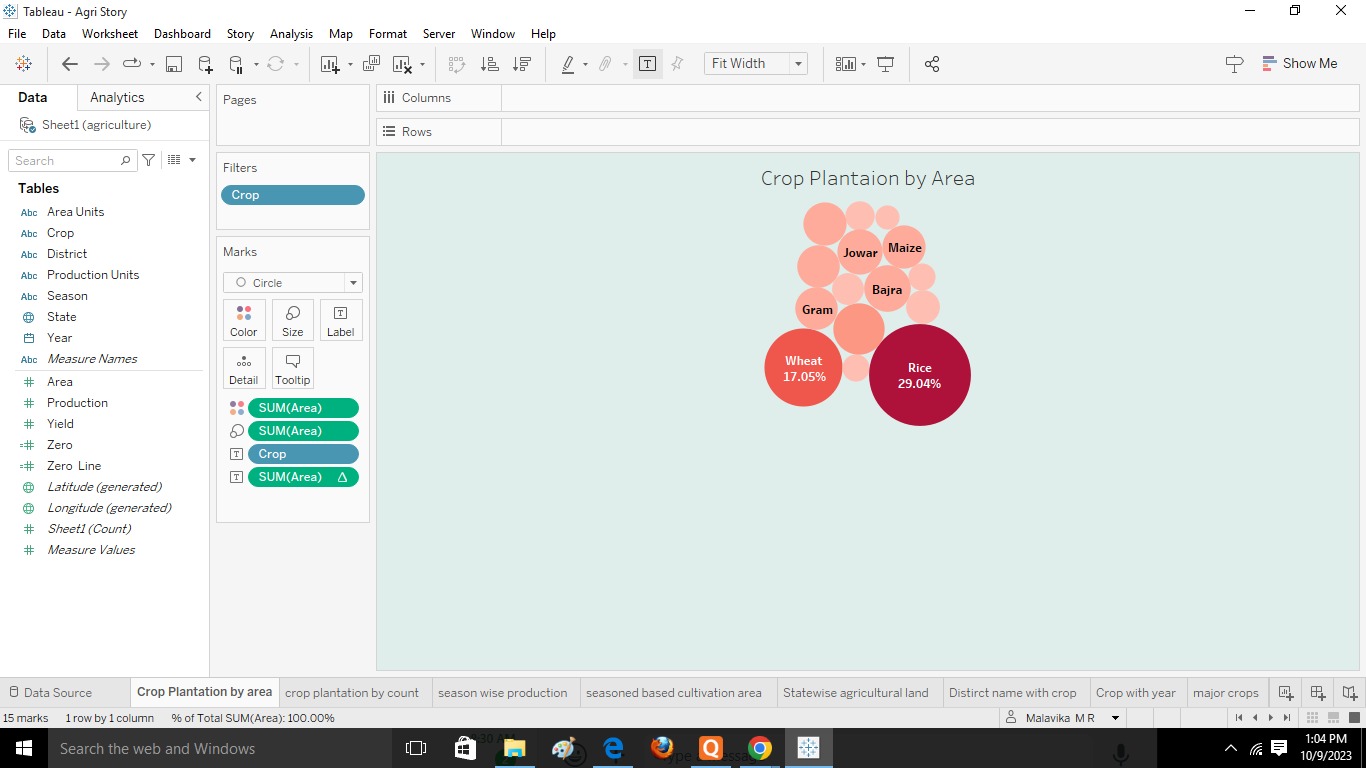 Tableau - Agri Story
File Data Worksheet Dashboard Story Analysis Map Format Server Window Help
Fit Width
Show Me
Data Analytics
Sheet1 (agriculture)
Search
Tables
Abc Area Units
Abc Crop
Abc District
Abc Production Units
Abc Season
State
Year
Abc Measure Names
Area
Production
Yield
Zero
Zero Line
Latitude (generated)
Longitude (generated)
Sheet1 (Count)
Measure Values
Pages
Filters
Crop
Marks
Circle
Color Size Label
Detail Tooltip
SUM(Area)
SUM(Area)
Crop
SUM(Area)
Columns
Rows
Crop Plantaion by Area
Jowar
Maize
Bajra
Gram
Wheat
17.05%
Rice
29.04%
Data Source Crop Plantation by area crop plantation by count season wise production seasoned based cultivation area Statewise agricultural land Distirct name with crop Crop with year major crops
15 marks 1 row by 1 column % of Total SUM(Area): 100.00% Malavika M R
Search the web and Windows
1:04 PM
10/9/2023